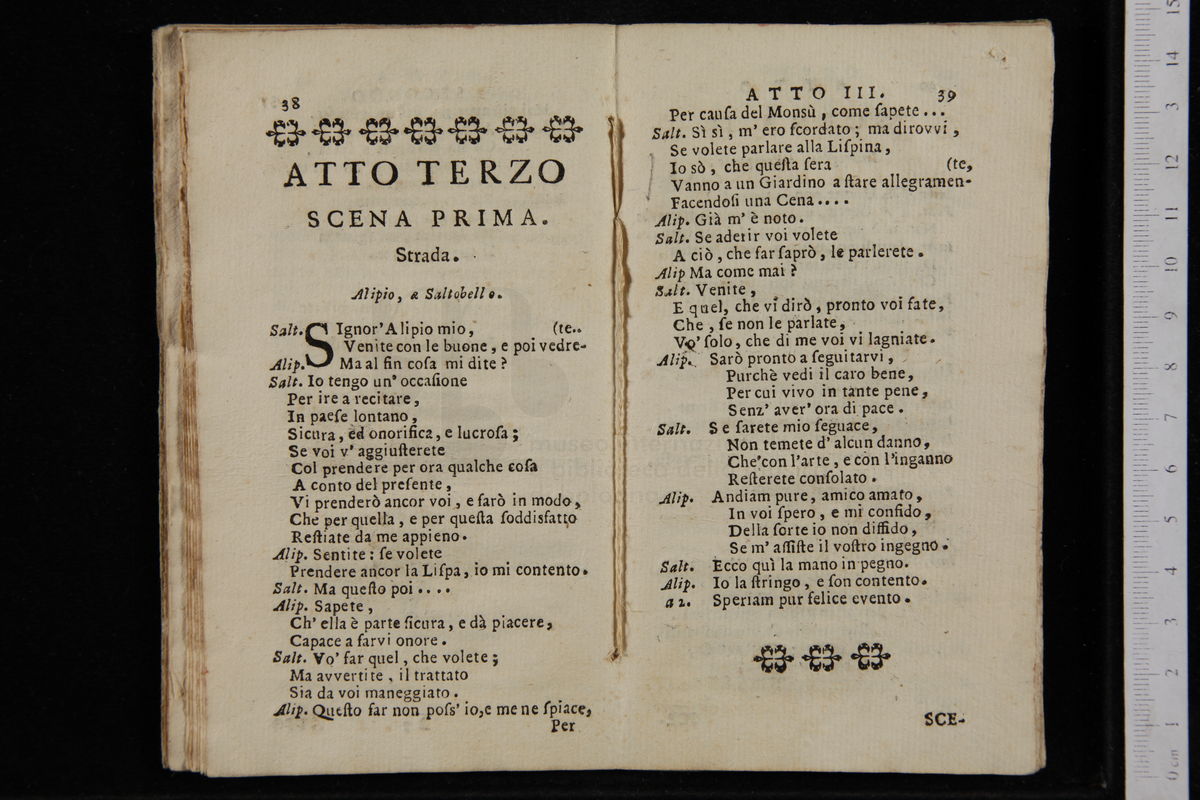 38
ATTO TERZO
SCENA PRIMA.
Strada.
Alipio, e Saltobello.
Salt. SIgnor' Alipio mio, (te..
Venite con le buone, e poi vedre-
Alip. Ma al fin coſa mi dite?
Salt. Io tengo un' occaſione
Per ire a recitare,
In paeſe lontano,
Sicura, ed onorifica, e lucroſa;
Se voi v' aggiuſterete
Col prendere per ora qualche coſa
A conto del preſente,
Vi prenderò ancor voi, e farò in modo,
Che per quella, e per queſta ſoddisfatto
Reſtiate da me appieno.
Alip. Sentite: ſe volete
Prendere ancor la Liſpa, io mi contento.
Salt. Ma queſto poi....
Alip. Sapete,
Ch' ella è parte ſicura, e dà piacere,
Capace a farvi onore.
Salt. Vo' far quel, che volete;
Ma avvertite, il trattato
Sia da voi maneggiato.
Alip. Queſto far non poſs' io, e me ne ſpiace,
Per
ATTO III. 39
Per cauſa del Monsù, come ſapete...
Salt. Sì sì, m' ero ſcordato; ma dirovvi,
Se volete parlare alla Liſpina,
Io sò, che queſta ſera (te,
Vanno a un Giardino a ſtare allegramen-
Facendoſi una Cena....
Alip. Già m' è noto.
Salt. Se aderir voi volete
A ciò, che far ſaprò, le parlerete.
Alip Ma come mai?
Salt. Venite,
E quel, che vi dirò, pronto voi fate,
Che, ſe non le parlate,
Vo' ſolo, che di me voi vi lagniate.
Alip. Sarò pronto a ſeguitarvi,
Purchè vedi il caro bene,
Per cui vivo in tante pene,
Senz' aver' ora di pace.
Salt. Se ſarete mio ſeguace,
Non temete d' alcun danno,
Che con l'arte, e con l'inganno
Reſterete conſolato.
Alip. Andiam pure, amico amato,
In voi ſpero, e mi confido,
Della ſorte io non diffido,
Se m' aſſiſte il voſtro ingegno.
Salt. Ecco quì la mano in pegno.
Alip. Io la ſtringo, e ſon contento.
a 2. Speriam pur felice evento.
SCE-